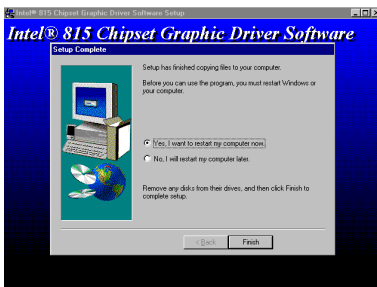 Intel® 815 Chipset Graphic Driver Software Setup
Intel® 815 Chipset Graphic Driver Software
Setup Complete
Setup has finished copying files to your computer.
Before you can use the program, you must restart Windows or
your computer.
Yes, I want to restart my computer now.
No, I will restart my computer later.
Remove any disks from their drives, and then click Finish to
complete setup.
< Back
Finish